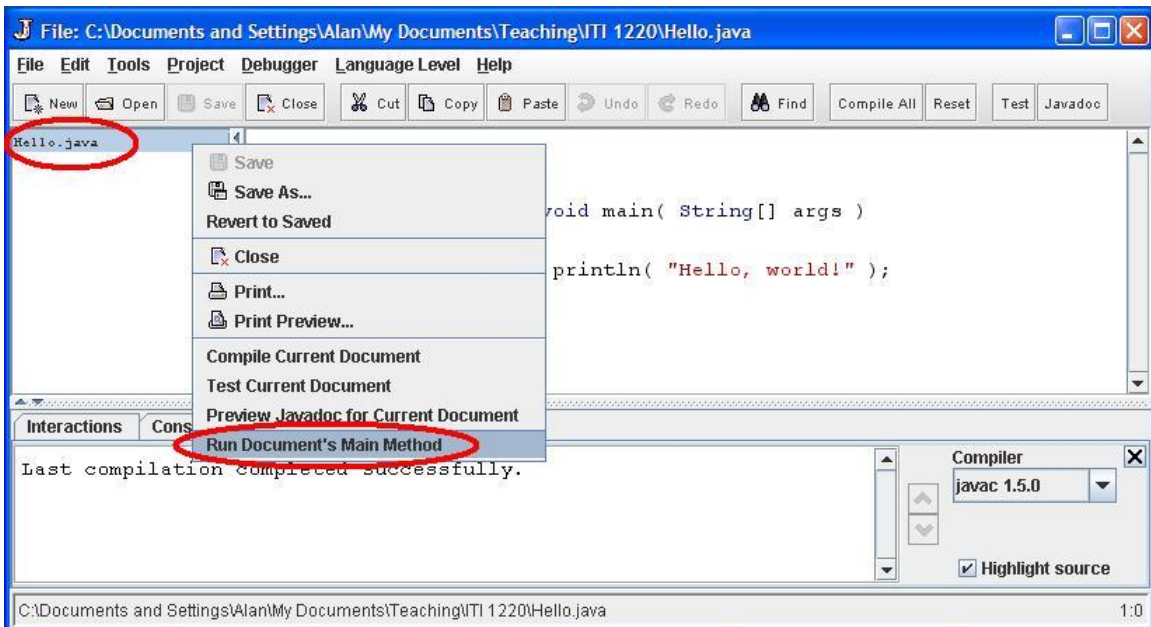 File: C:\Documents and Settings\Alan\My Documents\Teaching\ITI 1220\Hello.java
File Edit Tools Project Debugger Language Level Help
New Open Save Close Cut Copy Paste Undo Redo Find Compile All Reset Test Javadoc
Hello.java
void main( String[] args )
println( "Hello, world!" );
Save
Save As...
Revert to Saved
Close
Print...
Print Preview...
Compile Current Document
Test Current Document
Preview Javadoc for Current Document
Run Document's Main Method
Interactions Cons
Last compilation completed successfully.
Compiler
javac 1.5.0
Highlight source
C:\Documents and Settings\Alan\My Documents\Teaching\ITI 1220\Hello.java 1:0